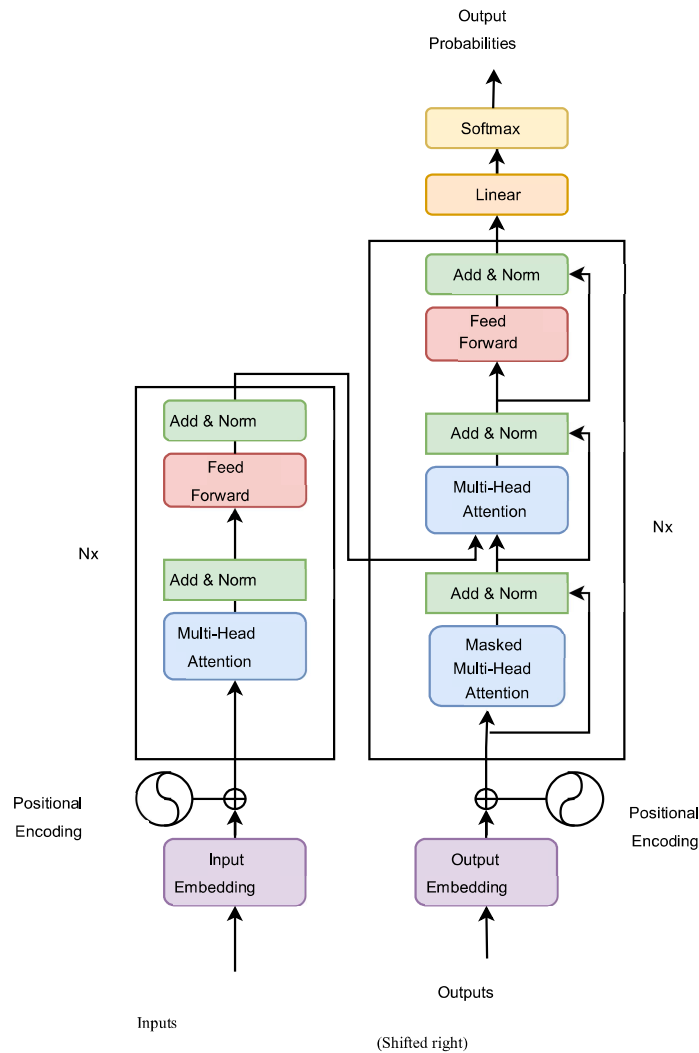 Output
Probabilities
Softmax
Linear
Add & Norm
Feed
Forward
Add & Norm
Multi-Head
Attention
Nx
Add & Norm
Masked
Multi-Head
Attention
Positional
Encoding
Output
Embedding
Outputs
(Shifted right)
Add & Norm
Feed
Forward
Nx
Add & Norm
Multi-Head
Attention
Positional
Encoding
Input
Embedding
Inputs